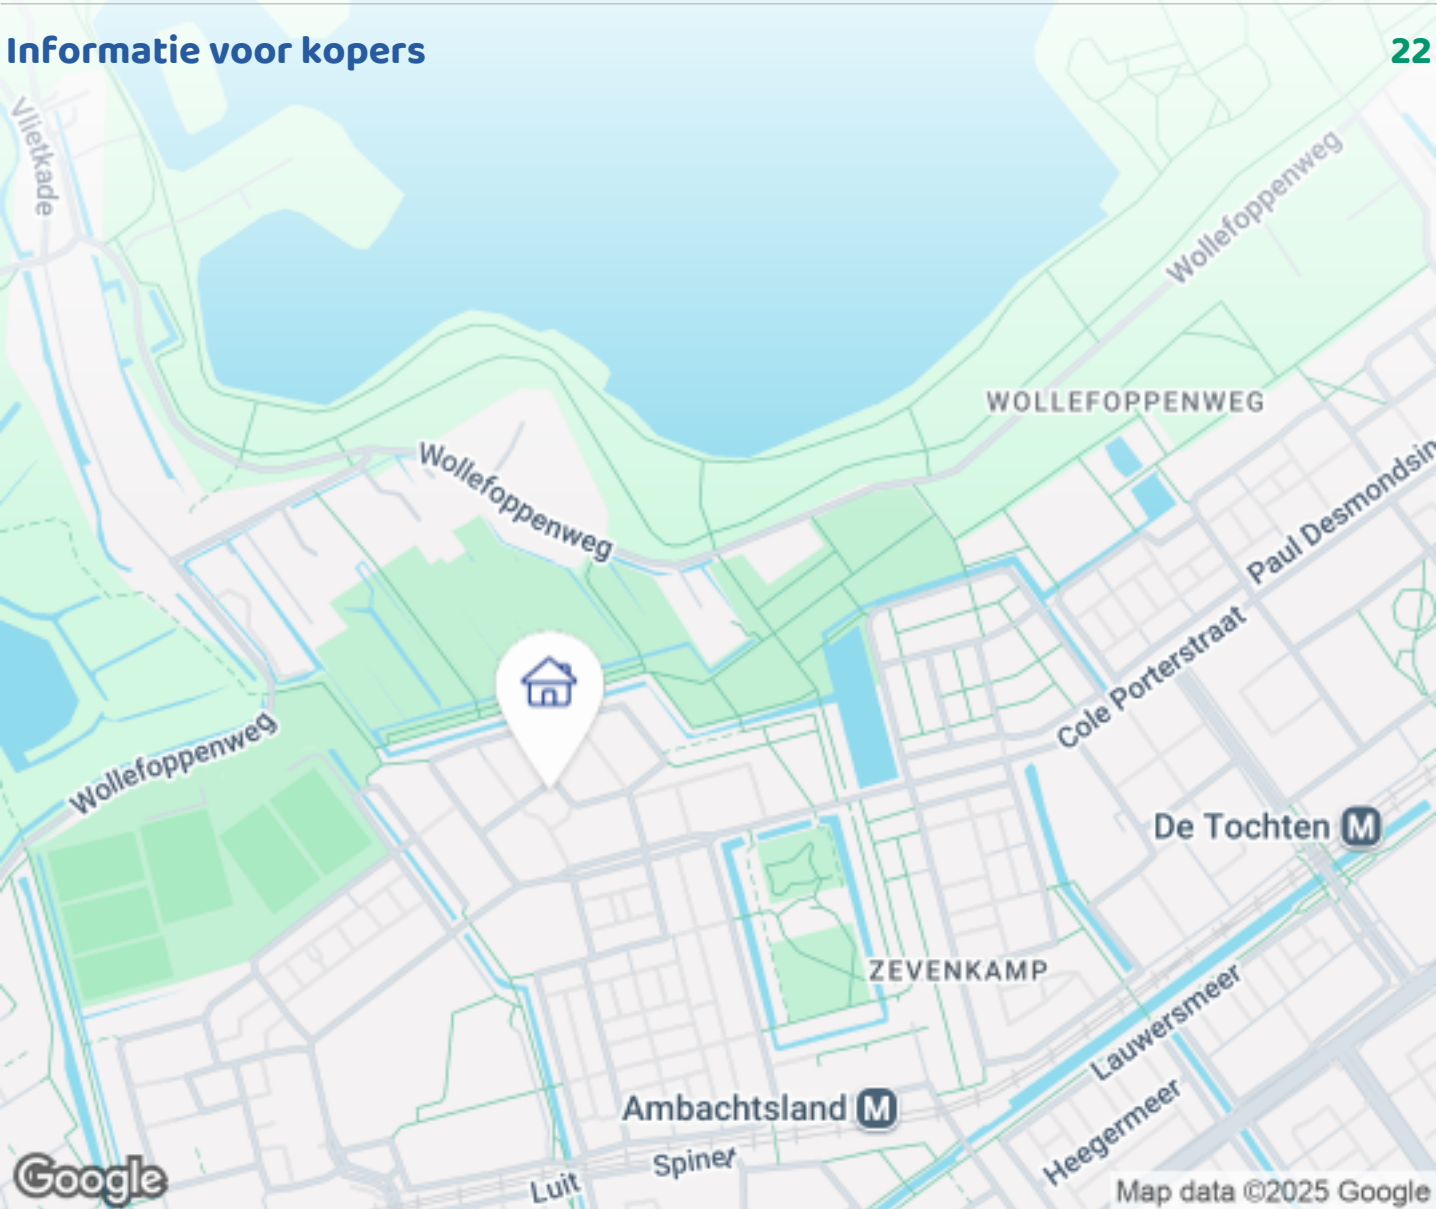 Informatie voor kopers
22
Vlietkade
Wollefoppenweg
WOLLEFOPPENWEG
Wollefoppenweg
Paul Desmondsin
Cole Porterstraat
Wollefoppenweg
De Tochten M
ZEVENKAMP
Lauwersmeer
Ambachtsland M
Heegermeer
Spiner
Luit
Google
Map data ©2025 Google